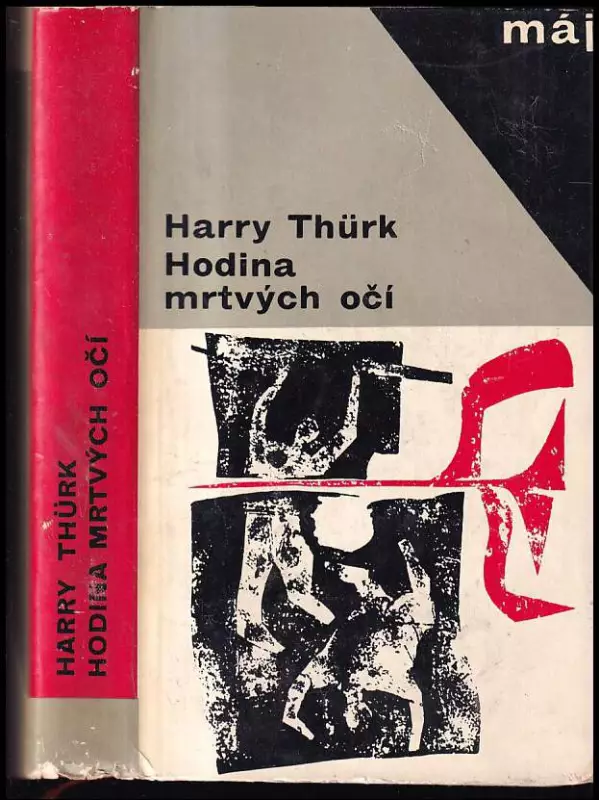 máj
Harry Thürk
Hodina
mrtvých očí
HARRY THÜRK
HODINA MRTVÝCH OČÍ